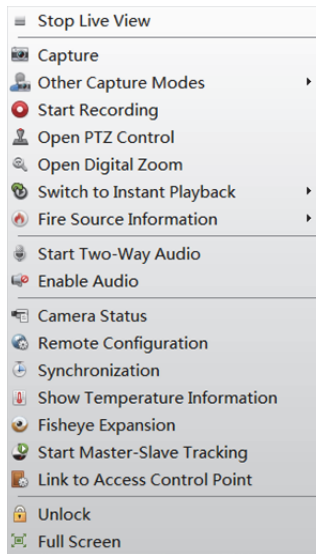 Stop Live View
Capture
Other Capture Modes
Start Recording
Open PTZ Control
Open Digital Zoom
Switch to Instant Playback
Fire Source Information
Start Two-Way Audio
Enable Audio
Camera Status
Remote Configuration
Synchronization
Show Temperature Information
Fisheye Expansion
Start Master-Slave Tracking
Link to Access Control Point
Unlock
Full Screen